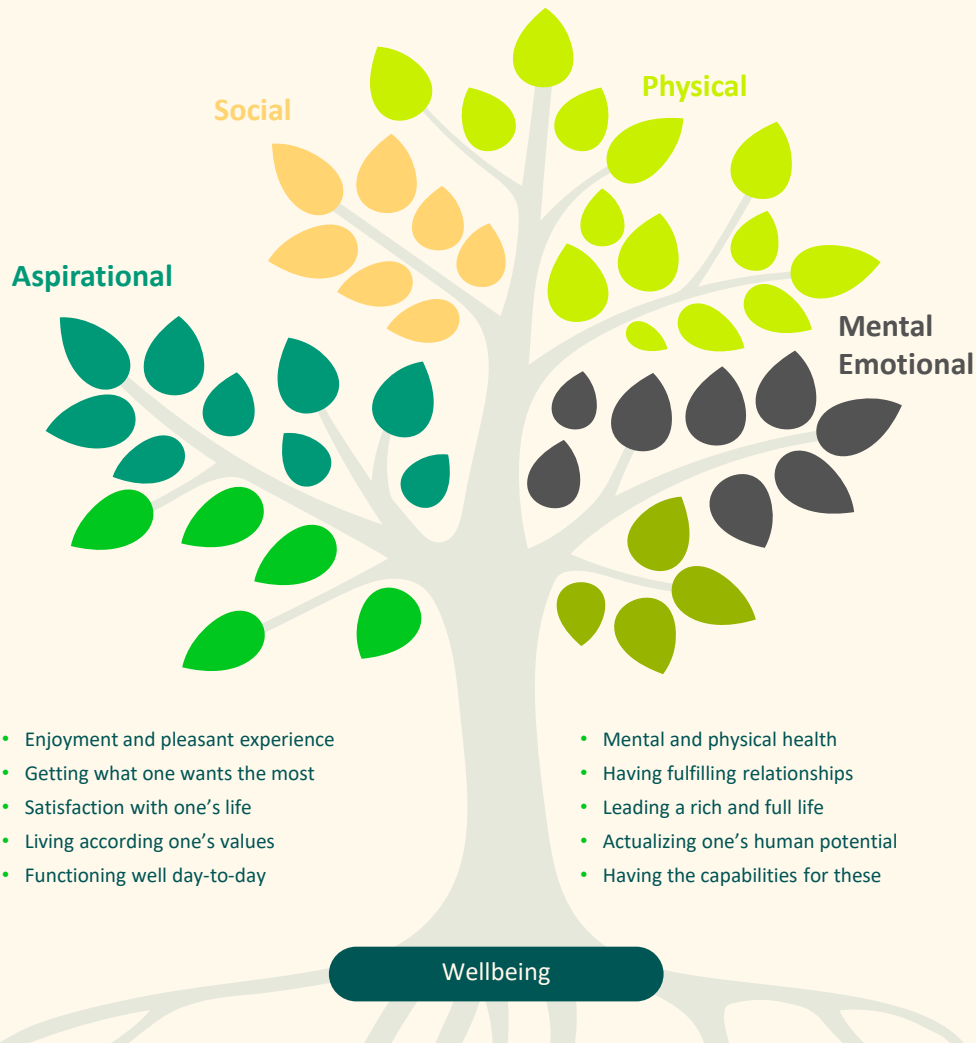 Physical
Social
Aspirational
Mental
Emotional
• Enjoyment and pleasant experience
• Getting what one wants the most
• Satisfaction with one’s life
• Living according one’s values
• Functioning well day-to-day
• Mental and physical health
• Having fulfilling relationships
• Leading a rich and full life
• Actualizing one’s human potential
• Having the capabilities for these
Wellbeing